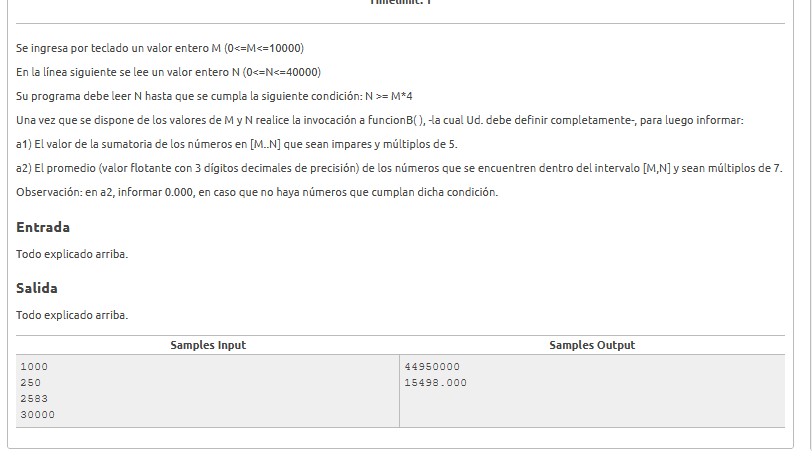 Timelimit: 1
Se ingresa por teclado un valor entero M (0<=M<=10000)
En la línea siguiente se lee un valor entero N (0<=N<=40000)
Su programa debe leer N hasta que se cumpla la siguiente condición: N >= M*4
Una vez que se dispone de los valores de M y N realice la invocación a funcionB( ), -la cual Ud. debe definir completamente-, para luego informar:
a1) El valor de la sumatoria de los números en [M..N] que sean impares y múltiplos de 5.
a2) El promedio (valor flotante con 3 dígitos decimales de precisión) de los números que se encuentren dentro del intervalo [M,N] y sean múltiplos de 7.
Observación: en a2, informar 0.000, en caso que no haya números que cumplan dicha condición.
Entrada
Todo explicado arriba.
Salida
Todo explicado arriba.
Samples Input Samples Output
1000 44950000
250 15498.000
2583
30000